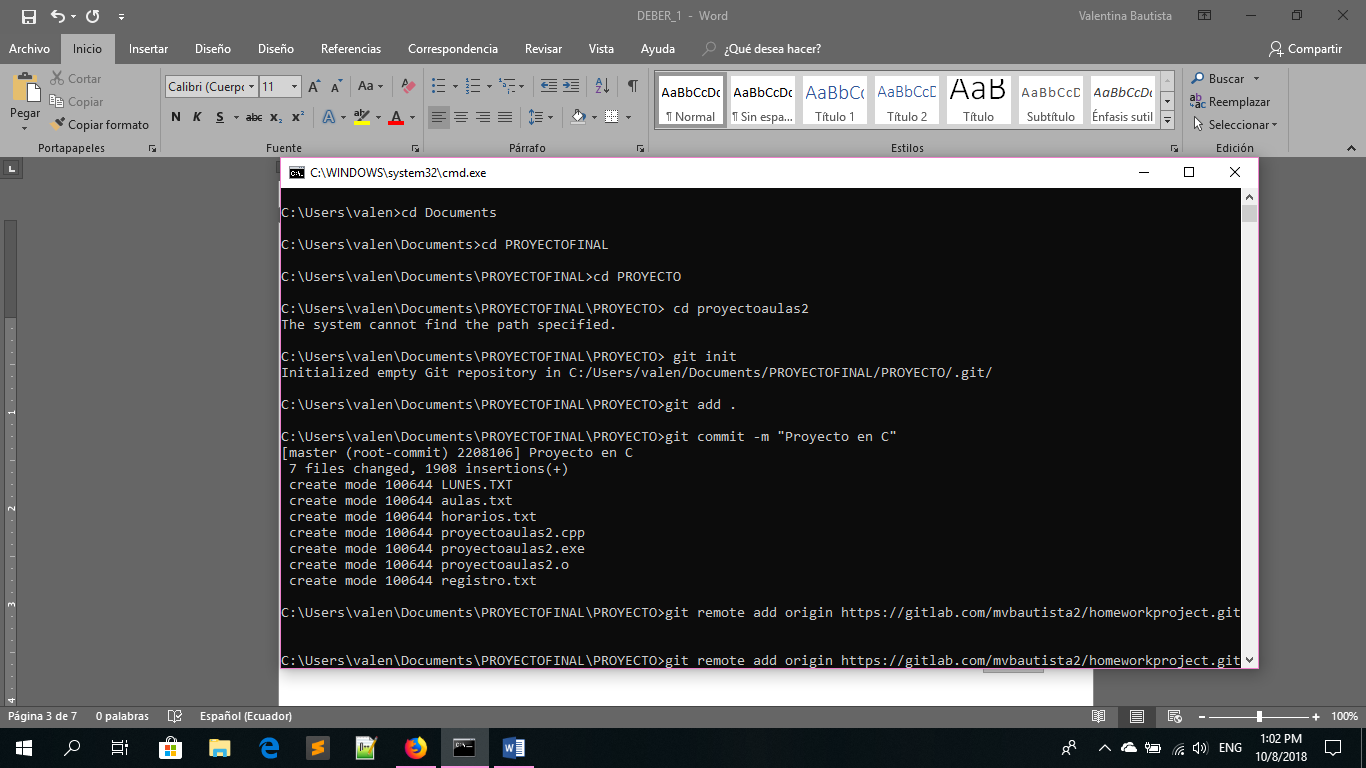 DEBER_1 - Word
Valentina Bautista
Archivo Inicio Insertar Diseño Diseño Referencias Correspondencia Revisar Vista Ayuda ¿Qué desea hacer? Compartir
Pegar
Cortar
Copiar
Copiar formato
Portapapeles
Calibri (Cuerpo 11
Aa
N K S abc x₂ x²
Fuente
Párrafo
AaBbCcDc AaBbCcDc AaBbCc AaBbCcD AaB AaBbCcD AaBbCcDc
¶ Normal ¶ Sin espa... Título 1 Título 2 Título Subtítulo Énfasis sutil
Estilos
Buscar
Reemplazar
Seleccionar
Edición
C:\WINDOWS\system32\cmd.exe
C:\Users\valen>cd Documents
C:\Users\valen\Documents>cd PROYECTOFINAL
C:\Users\valen\Documents\PROYECTOFINAL>cd PROYECTO
C:\Users\valen\Documents\PROYECTOFINAL\PROYECTO> cd proyectoaulas2
The system cannot find the path specified.
C:\Users\valen\Documents\PROYECTOFINAL\PROYECTO> git init
Initialized empty Git repository in C:/Users/valen/Documents/PROYECTOFINAL/PROYECTO/.git/
C:\Users\valen\Documents\PROYECTOFINAL\PROYECTO>git add .
C:\Users\valen\Documents\PROYECTOFINAL\PROYECTO>git commit -m "Proyecto en C"
[master (root-commit) 2208106] Proyecto en C
 7 files changed, 1908 insertions(+)
 create mode 100644 LUNES.TXT
 create mode 100644 aulas.txt
 create mode 100644 horarios.txt
 create mode 100644 proyectoaulas2.cpp
 create mode 100644 proyectoaulas2.exe
 create mode 100644 proyectoaulas2.o
 create mode 100644 registro.txt
C:\Users\valen\Documents\PROYECTOFINAL\PROYECTO>git remote add origin https://gitlab.com/mvbautista2/homeworkproject.git
C:\Users\valen\Documents\PROYECTOFINAL\PROYECTO>git remote add origin https://gitlab.com/mvbautista2/homeworkproject.git
1
2
3
4
Página 3 de 7 0 palabras Español (Ecuador) 100%
ENG
1:02 PM
10/8/2018